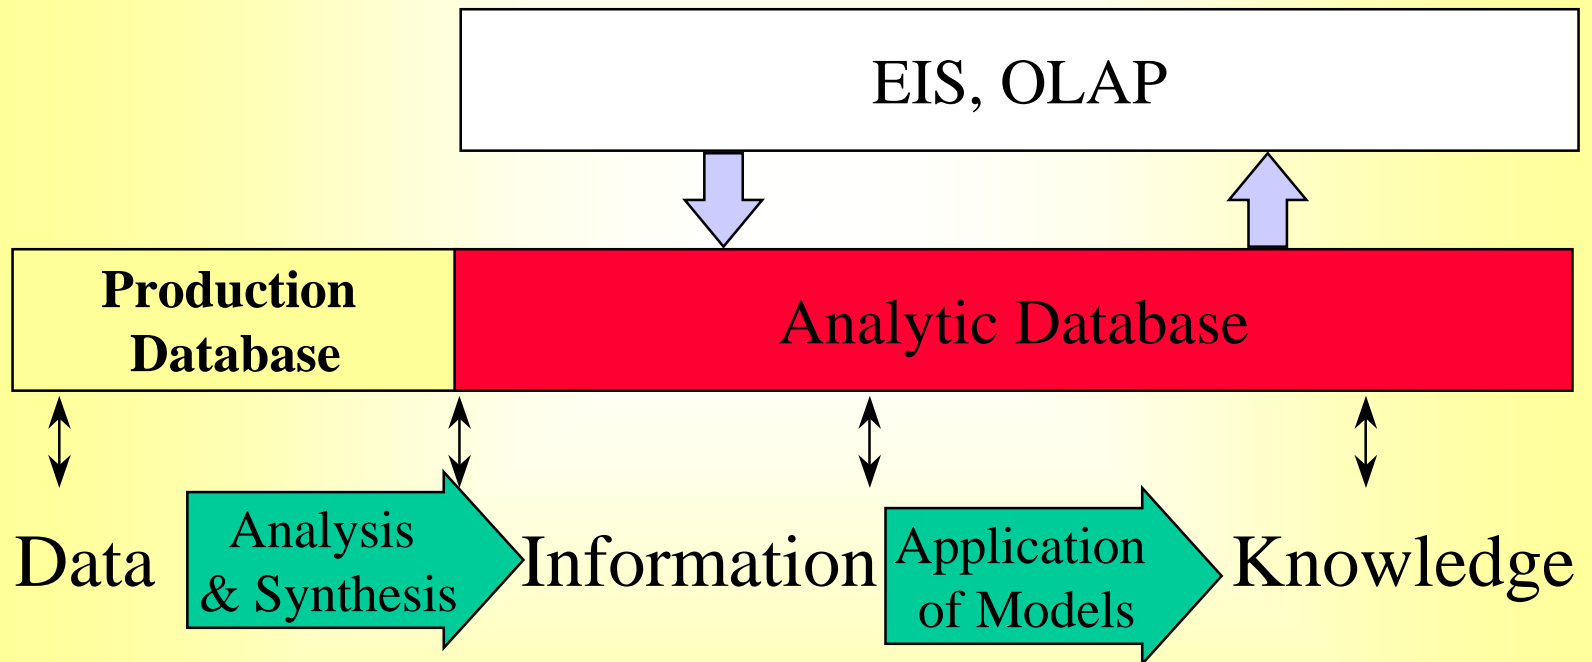 EIS, OLAP
Production
Database
Analytic Database
Data
Analysis
& Synthesis
Information
Application
of Models
Knowledge